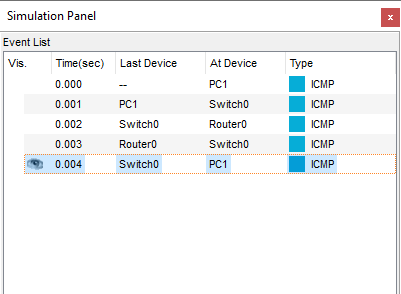 Simulation Panel
x
Event List
Vis. Time(sec) Last Device At Device Type
0.000 -- PC1 ICMP
0.001 PC1 Switch0 ICMP
0.002 Switch0 Router0 ICMP
0.003 Router0 Switch0 ICMP
0.004 Switch0 PC1 ICMP